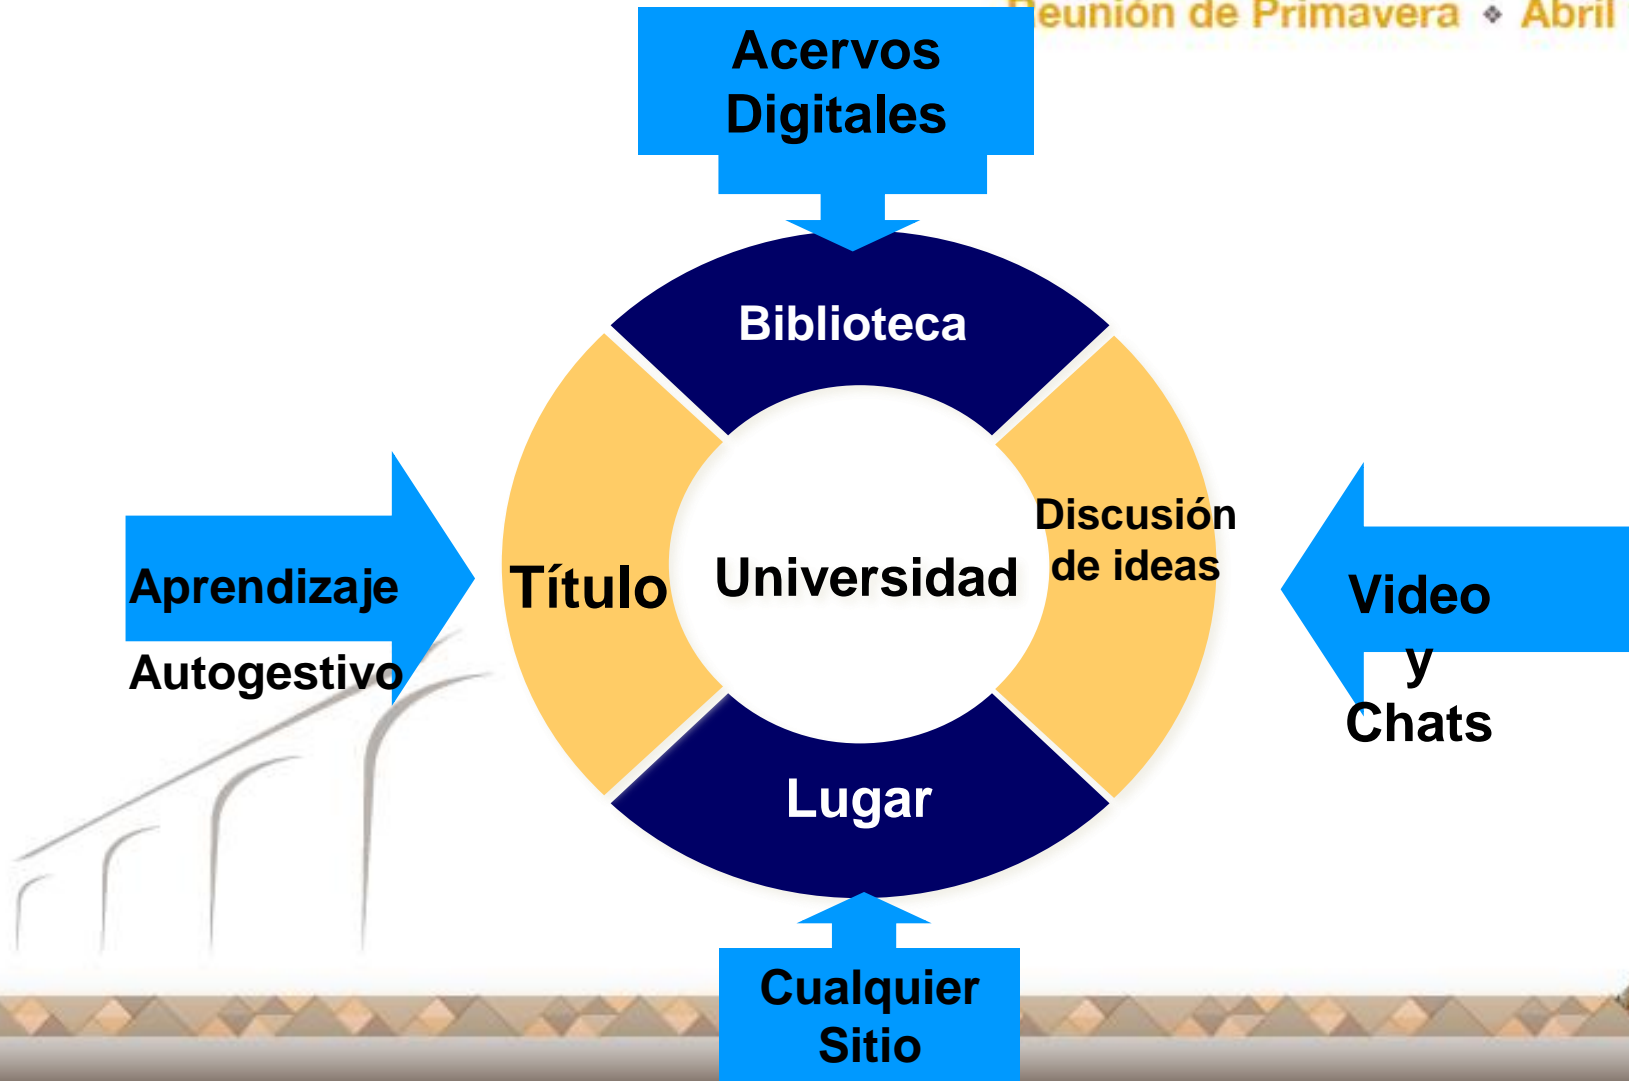 Reunión de Primavera ❖ Abril
Acervos
Digitales
Biblioteca
Discusión
de ideas
Título
Universidad
Aprendizaje
Autogestivo
Video
y
Chats
Lugar
Cualquier
Sitio